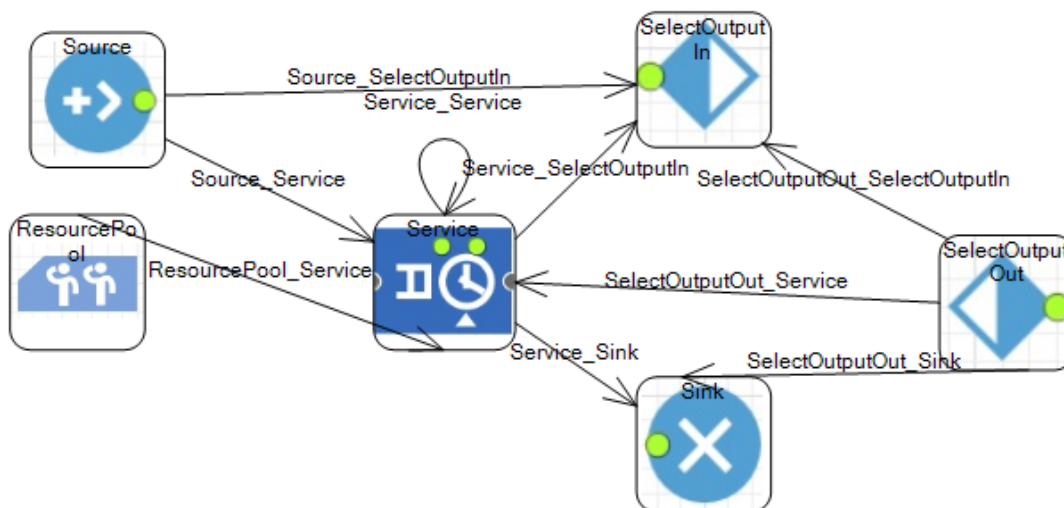 Source
SelectOutput
In
Source_SelectOutputIn
Service_Service
Service_SelectOutputIn
Source_Service
SelectOutputOut_SelectOutputIn
ResourcePo
ol
Service
ResourcePool_Service
SelectOutput
Out
SelectOutputOut_Service
Service_Sink
SelectOutputOut_Sink
Sink